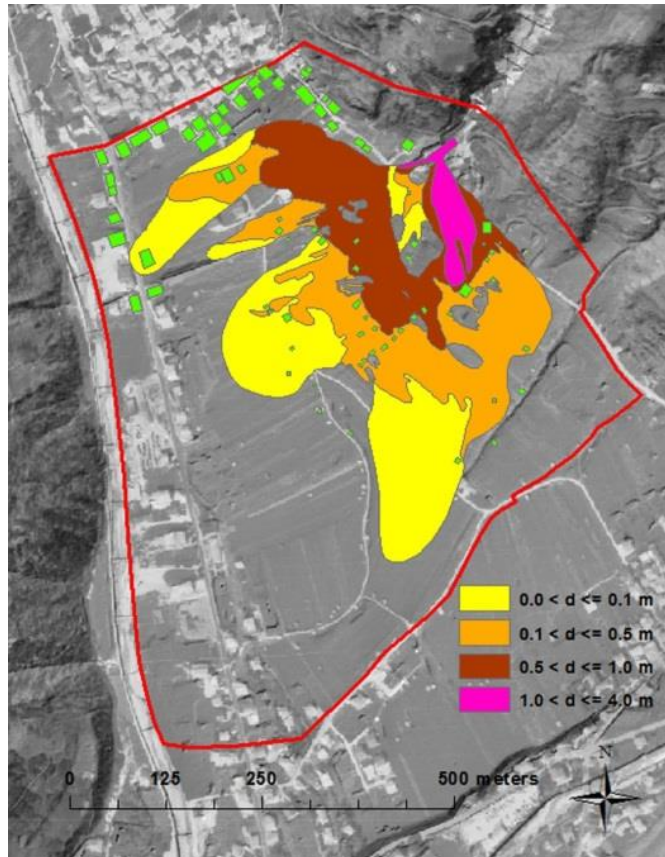 0.0 < d <= 0.1 m
0.1 < d <= 0.5 m
0.5 < d <= 1.0 m
1.0 < d <= 4.0 m
N
0 125 250 500 meters